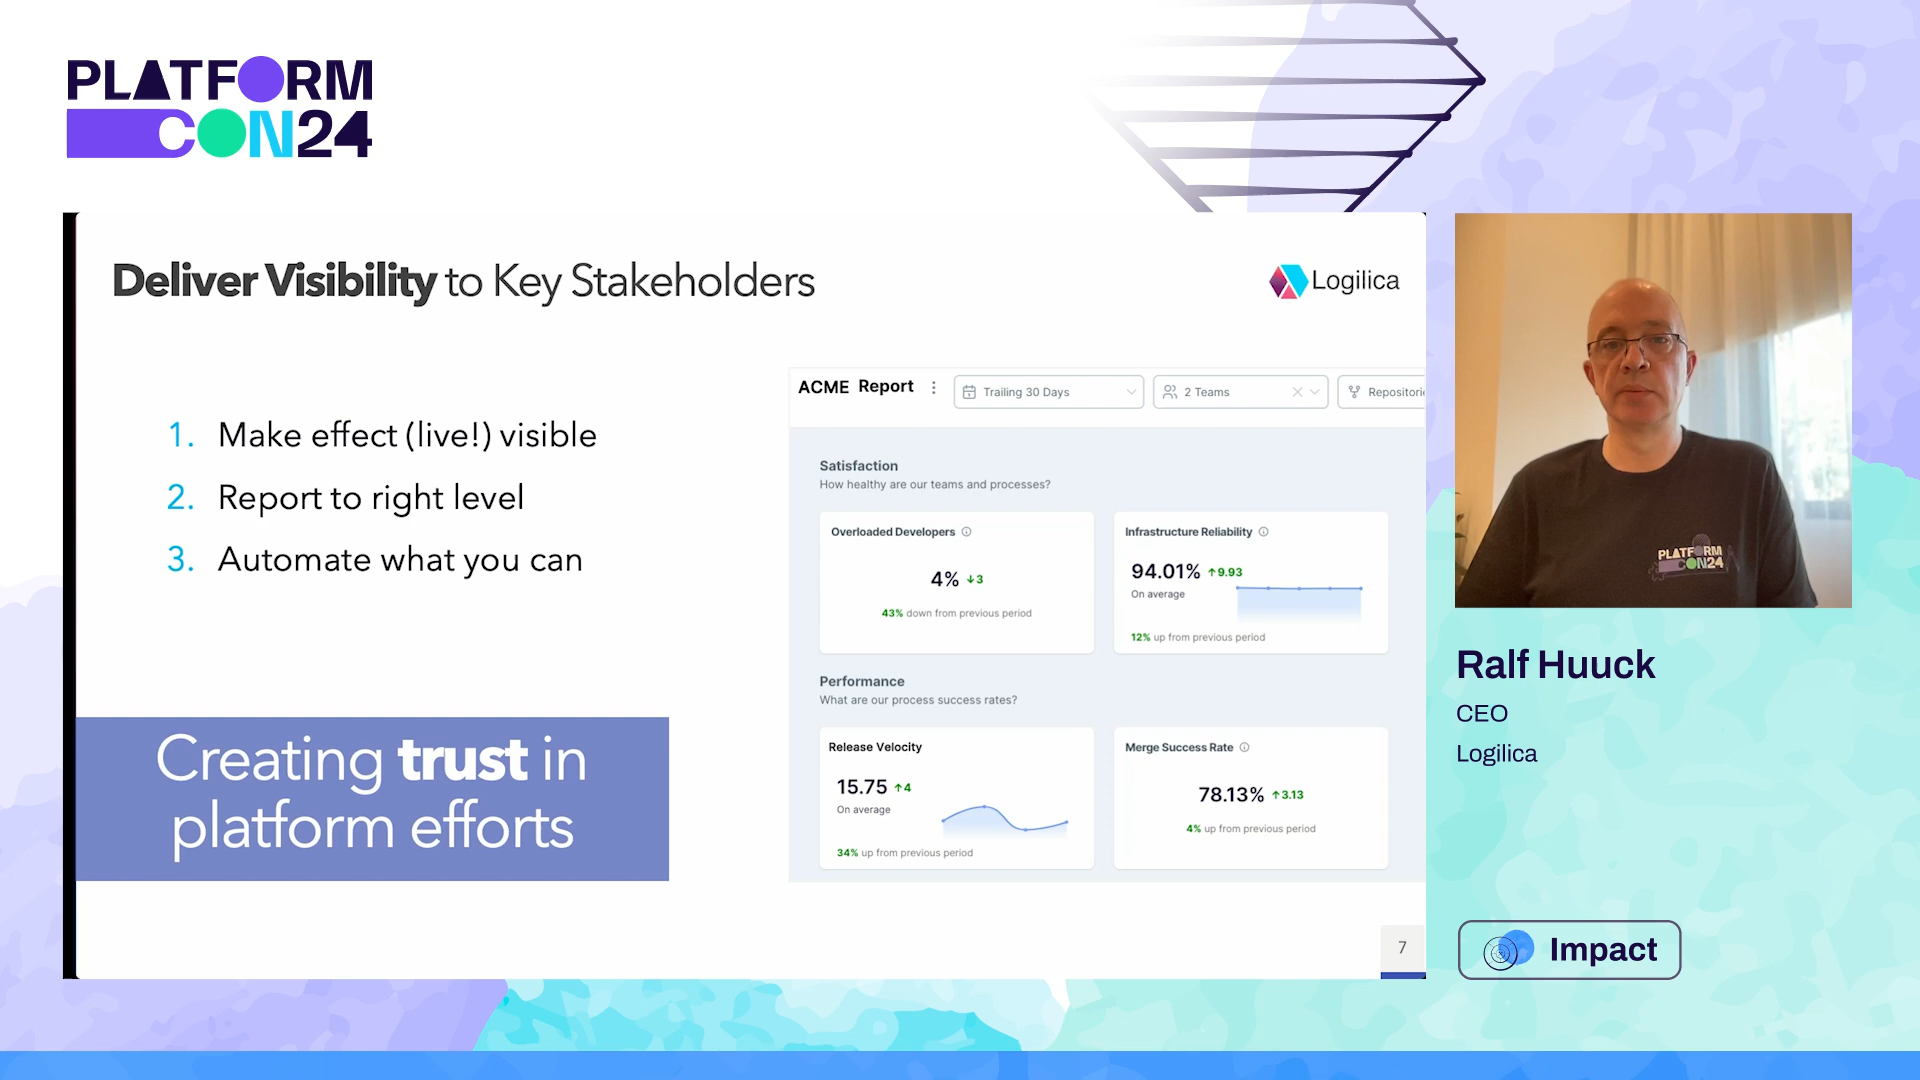 PLATFORM
CON24
Deliver Visibility to Key Stakeholders
Logilica
1. Make effect (live!) visible
2. Report to right level
3. Automate what you can
Creating trust in
platform efforts
ACME Report
Trailing 30 Days
2 Teams
Repositorie
Satisfaction
How healthy are our teams and processes?
Overloaded Developers
4% ↓3
43% down from previous period
Infrastructure Reliability
94.01% ↑9.93
On average
12% up from previous period
Performance
What are our process success rates?
Release Velocity
15.75 ↑4
On average
34% up from previous period
Merge Success Rate
78.13% ↑3.13
4% up from previous period
7
PLATFORM
CON24
Ralf Huuck
CEO
Logilica
Impact